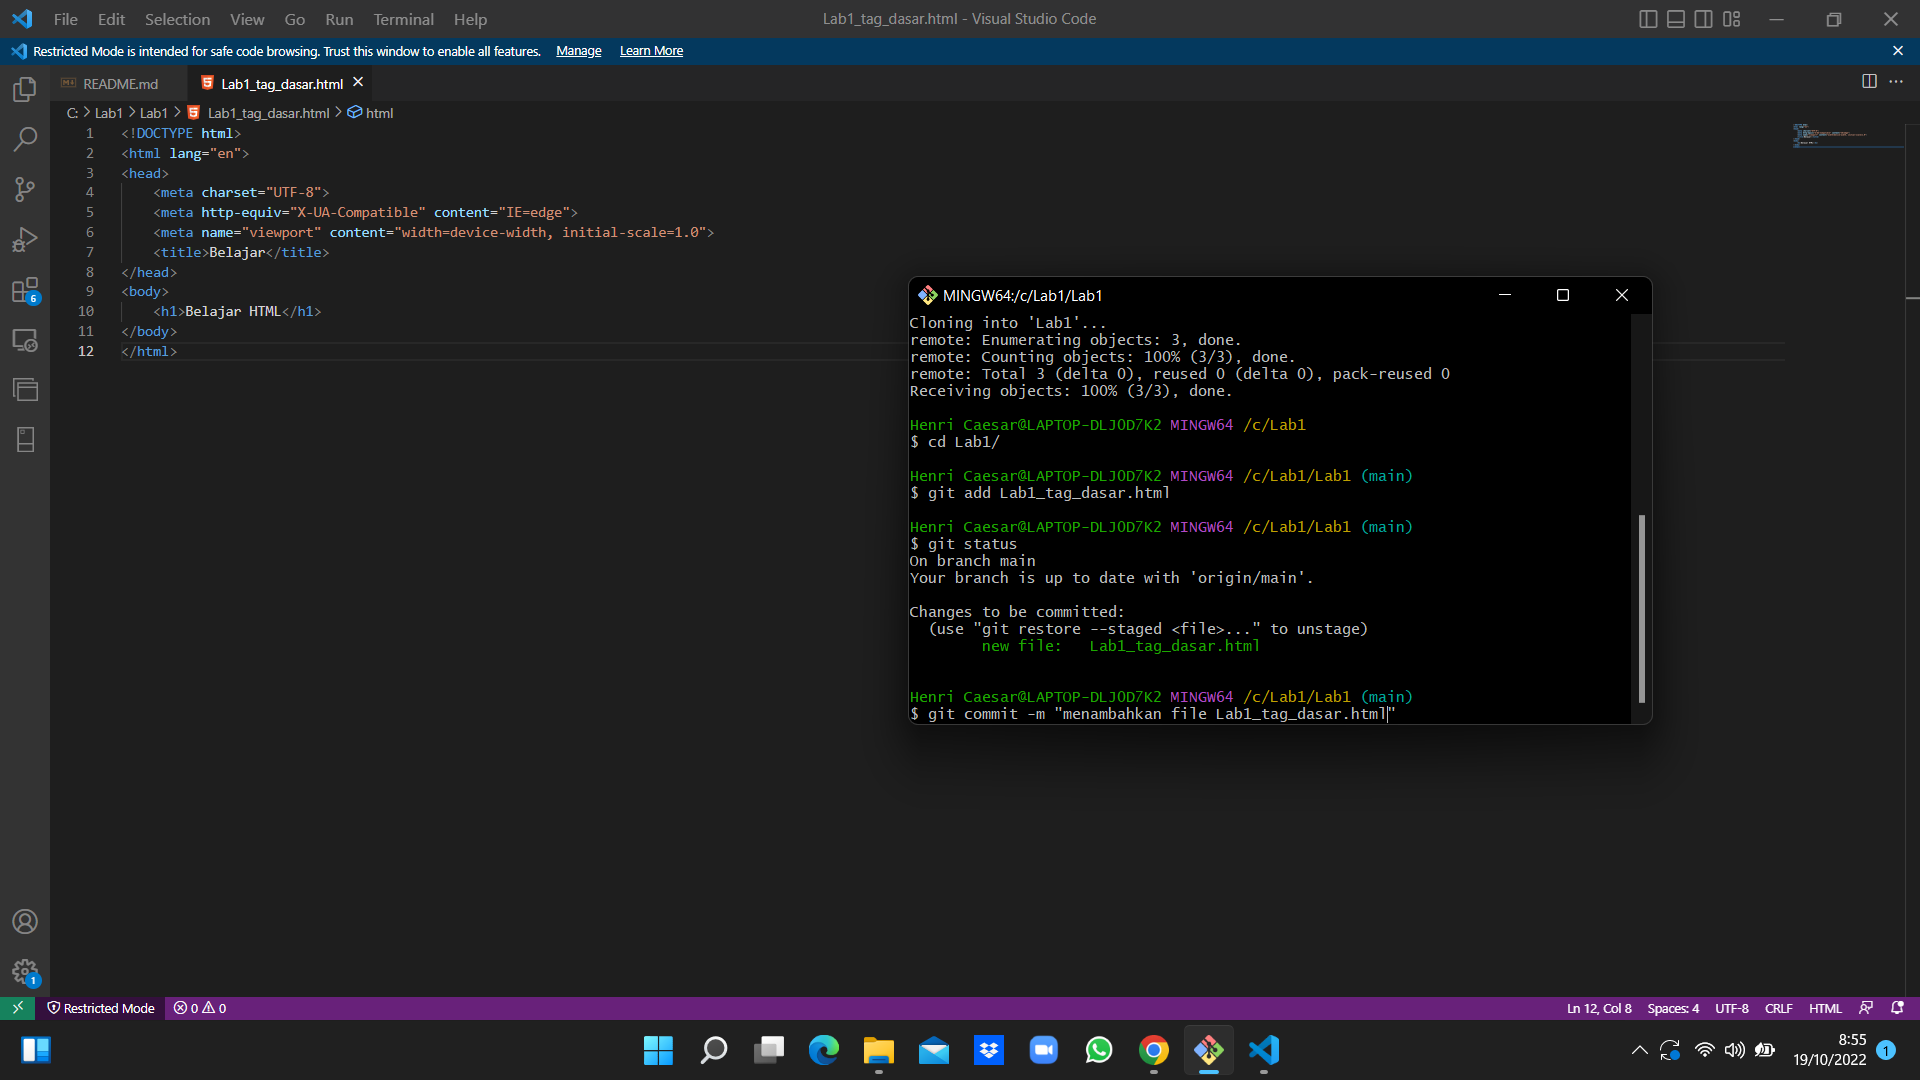 File Edit Selection View Go Run Terminal Help
Lab1_tag_dasar.html - Visual Studio Code
Restricted Mode is intended for safe code browsing. Trust this window to enable all features. Manage Learn More
README.md Lab1_tag_dasar.html
C: > Lab1 > Lab1 > Lab1_tag_dasar.html > html
1 <!DOCTYPE html>
2 <html lang="en">
3 <head>
4 <meta charset="UTF-8">
5 <meta http-equiv="X-UA-Compatible" content="IE=edge">
6 <meta name="viewport" content="width=device-width, initial-scale=1.0">
7 <title>Belajar</title>
8 </head>
9 <body>
10 <h1>Belajar HTML</h1>
11 </body>
12 </html>
6
1
MINGW64:/c/Lab1/Lab1
Cloning into 'Lab1'...
remote: Enumerating objects: 3, done.
remote: Counting objects: 100% (3/3), done.
remote: Total 3 (delta 0), reused 0 (delta 0), pack-reused 0
Receiving objects: 100% (3/3), done.
Henri Caesar@LAPTOP-DLJOD7K2 MINGW64 /c/Lab1
$ cd Lab1/
Henri Caesar@LAPTOP-DLJOD7K2 MINGW64 /c/Lab1/Lab1 (main)
$ git add Lab1_tag_dasar.html
Henri Caesar@LAPTOP-DLJOD7K2 MINGW64 /c/Lab1/Lab1 (main)
$ git status
On branch main
Your branch is up to date with 'origin/main'.
Changes to be committed:
(use "git restore --staged <file>..." to unstage)
new file: Lab1_tag_dasar.html
Henri Caesar@LAPTOP-DLJOD7K2 MINGW64 /c/Lab1/Lab1 (main)
$ git commit -m "menambahkan file Lab1_tag_dasar.html"
Restricted Mode 0 0
Ln 12, Col 8 Spaces: 4 UTF-8 CRLF HTML
8:55
19/10/2022
1